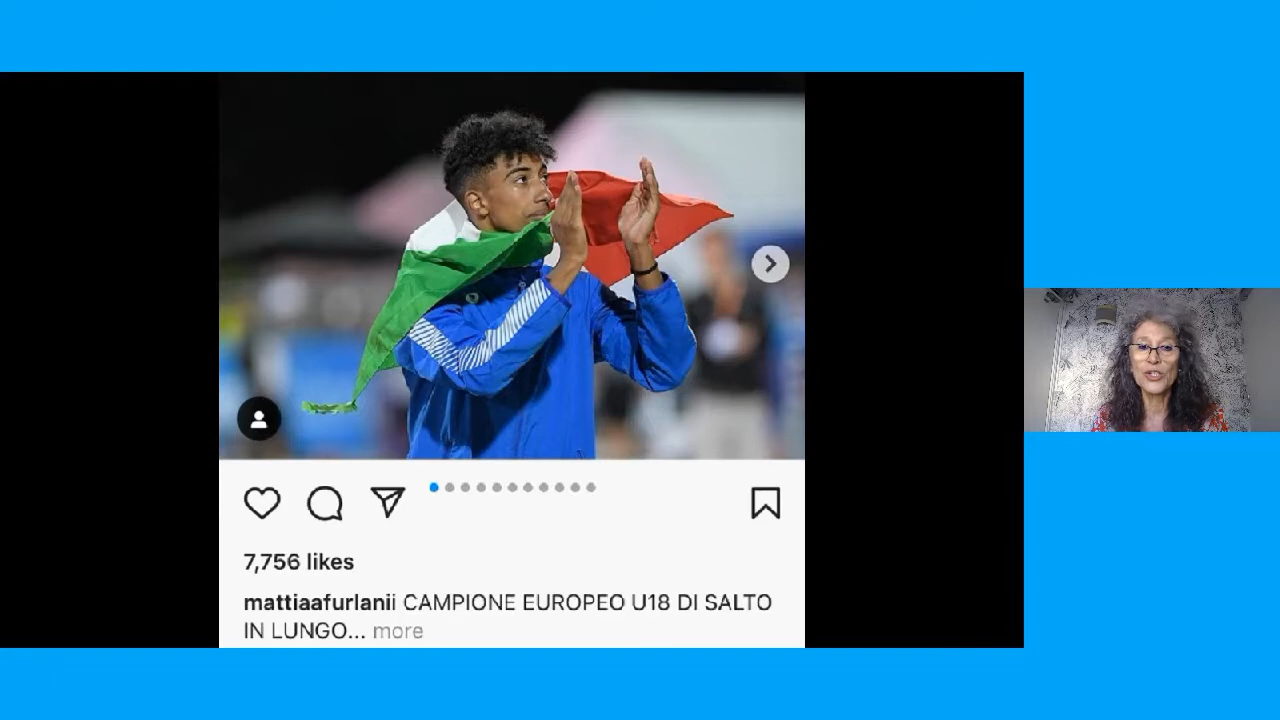 7,756 likes
mattiaafurlanii CAMPIONE EUROPEO U18 DI SALTO
IN LUNGO... more